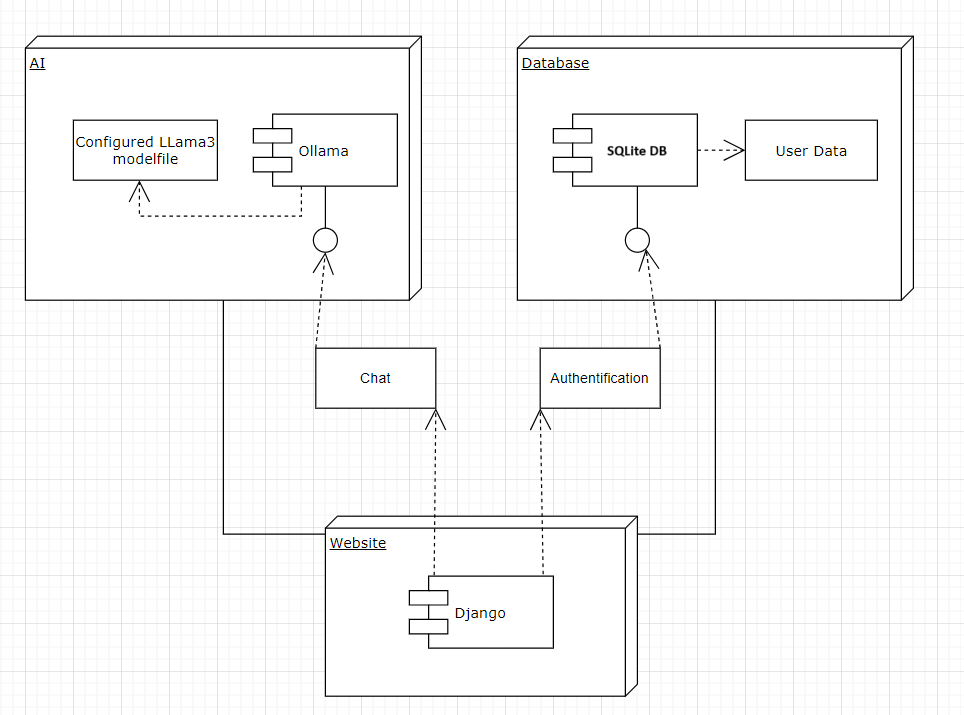 AI
Configured LLama3
modelfile
Ollama
Database
SQLite DB
User Data
Chat
Authentification
Website
Django